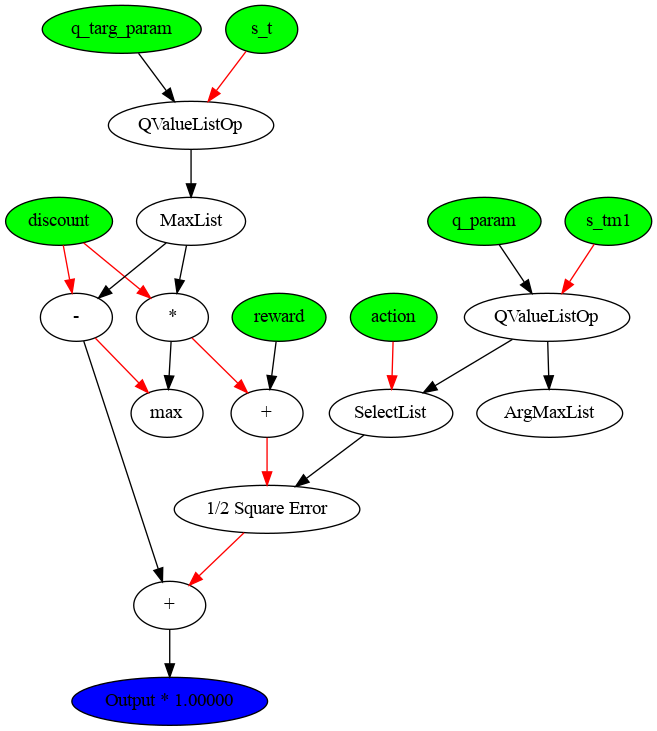 q_targ_param
s_t
QValueListOp
discount
MaxList
q_param
s_tm1
-
*
reward
action
QValueListOp
max
+
SelectList
ArgMaxList
1/2 Square Error
+
Output * 1.00000